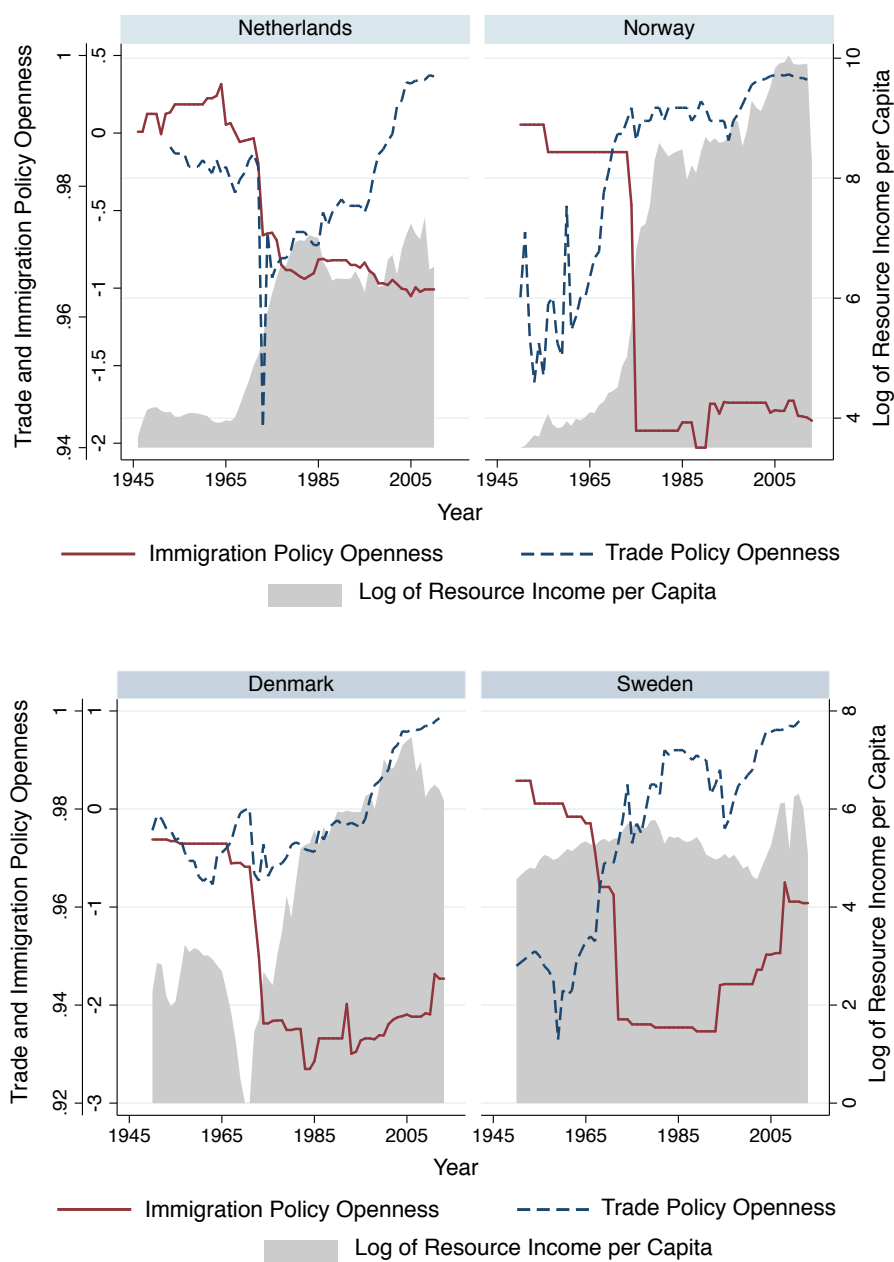 Netherlands Norway
Trade and Immigration Policy Openness
.94 .96 .98 1
-2 -1.5 -1 -.5 0 .5
4 6 8 10
Log of Resource Income per Capita
1945 1965 1985 2005 1945 1965 1985 2005
Year
Immigration Policy Openness Trade Policy Openness
Log of Resource Income per Capita
Denmark Sweden
Trade and Immigration Policy Openness
.92 .94 .96 .98 1
-3 -2 -1 0 1
0 2 4 6 8
Log of Resource Income per Capita
1945 1965 1985 2005 1945 1965 1985 2005
Year
Immigration Policy Openness Trade Policy Openness
Log of Resource Income per Capita